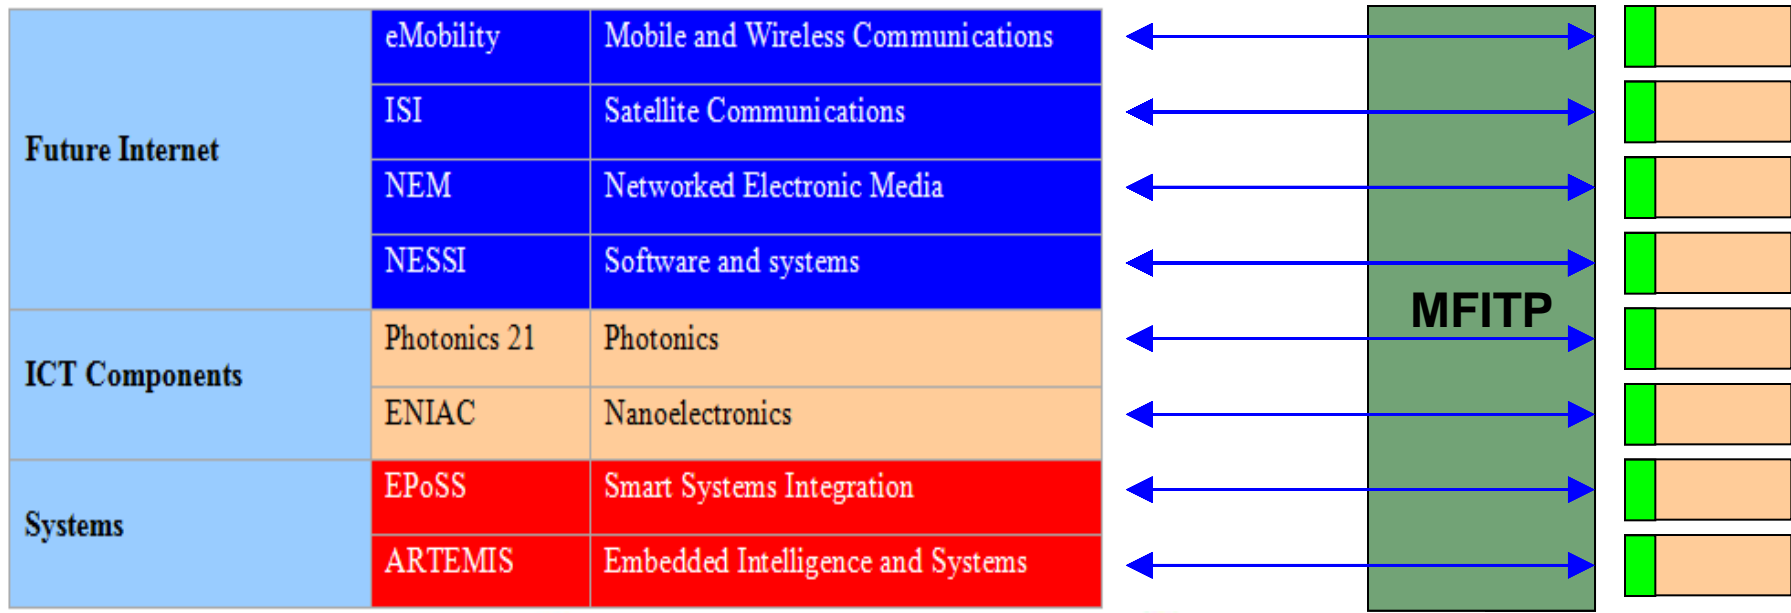 Future Internet
eMobility Mobile and Wireless Communications
ISI Satellite Communications
NEM Networked Electronic Media
NESSI Software and systems
ICT Components
Photonics 21 Photonics
ENIAC Nanoelectronics
Systems
EPoSS Smart Systems Integration
ARTEMIS Embedded Intelligence and Systems
MFITP